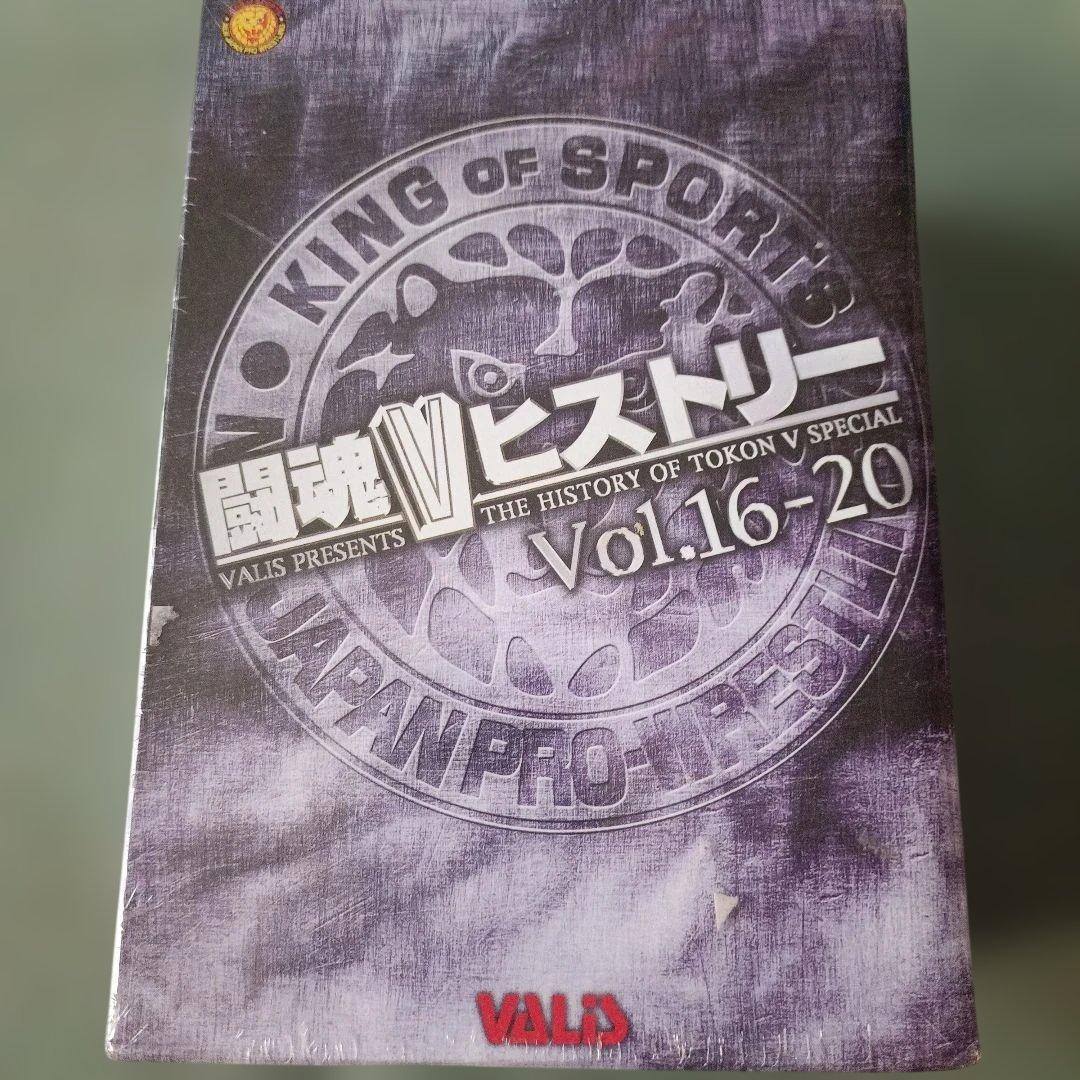 KING OF SPORTS
闘魂Vヒストリー
THE HISTORY OF TOKON V SPECIAL
VALIS PRESENTS
Vol.16-20
JAPAN PRO-WRESTLIN
VALIS